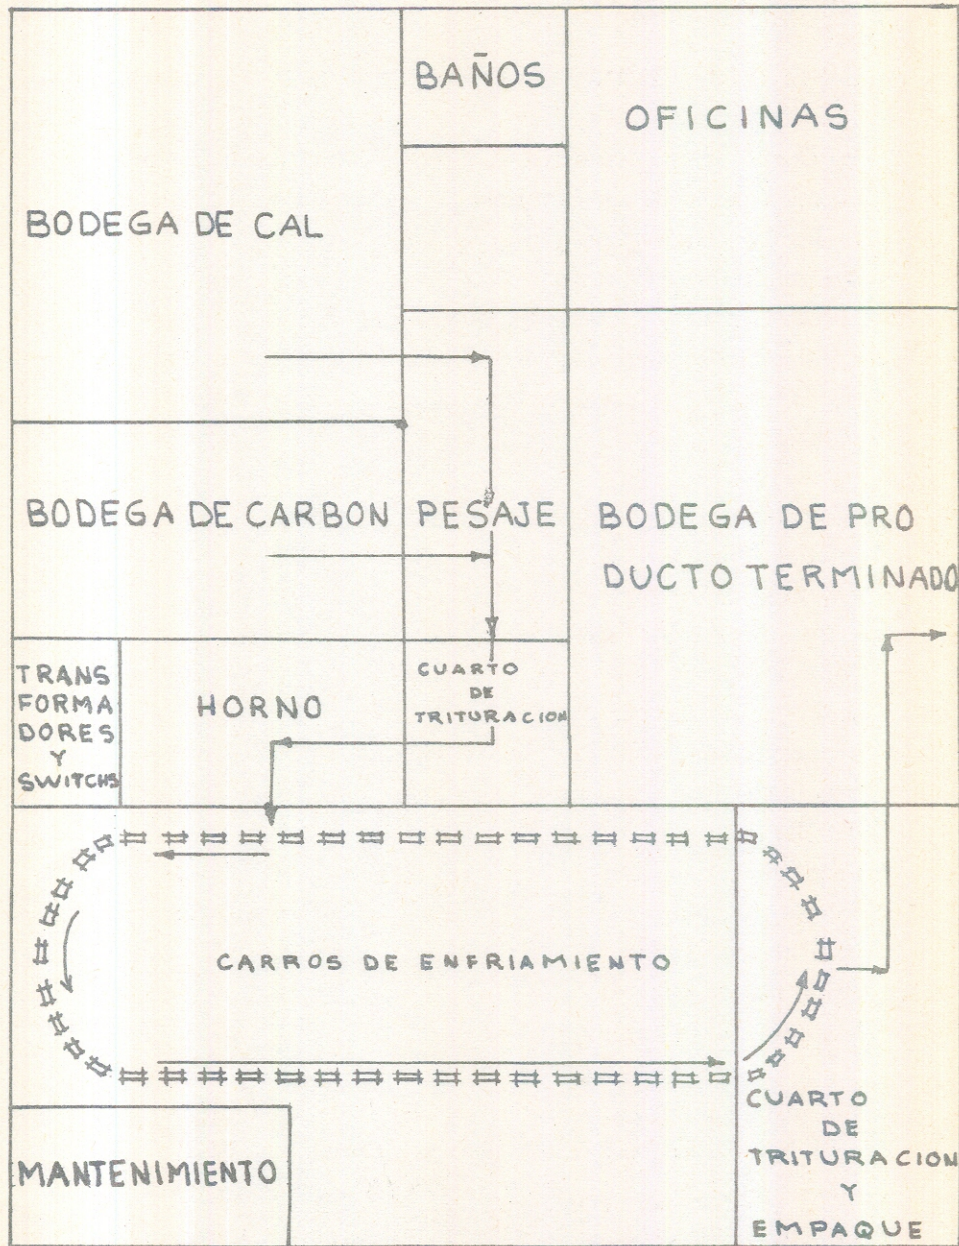 BAÑOS
OFICINAS
BODEGA DE CAL
BODEGA DE CARBON
PESAJE
BODEGA DE PRO
DUCTO TERMINADO
TRANS
FORMA
DORES
Y
SWITCHS
HORNO
CUARTO
DE
TRITURACION
CARROS DE ENFRIAMIENTO
MANTENIMIENTO
CUARTO
DE
TRITURACION
Y
EMPAQUE